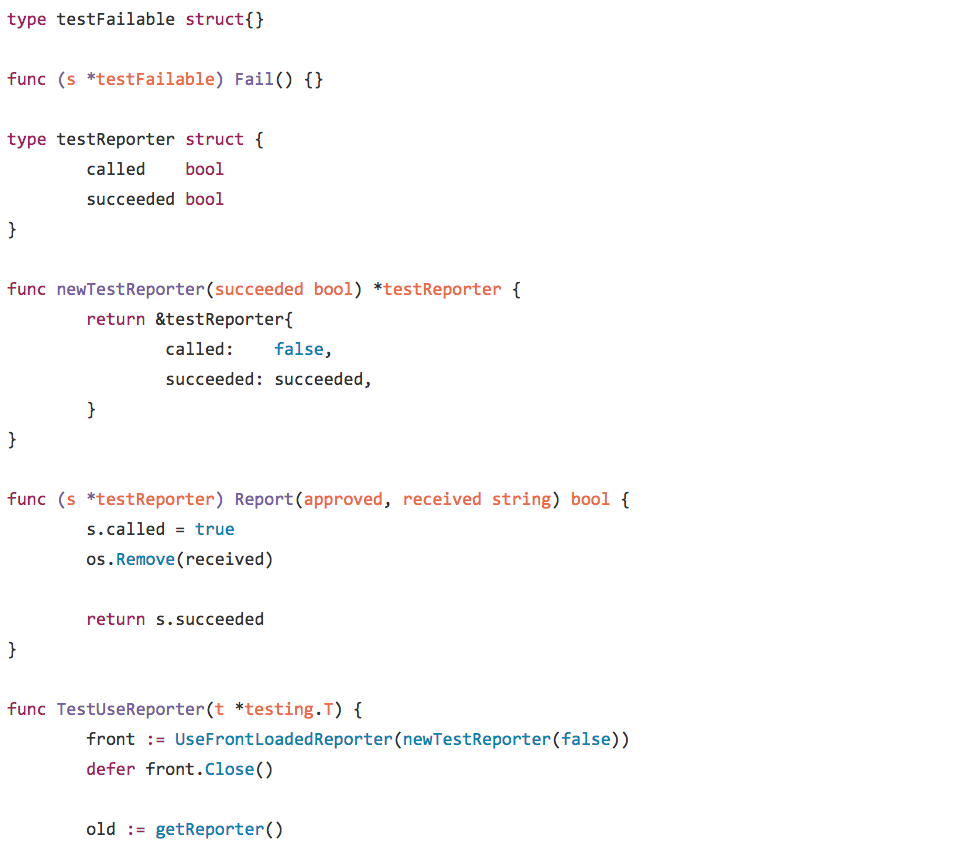 type testFailable struct{}

func (s *testFailable) Fail() {}

type testReporter struct {
        called    bool
        succeeded bool
}

func newTestReporter(succeeded bool) *testReporter {
        return &testReporter{
                called:    false,
                succeeded: succeeded,
        }
}

func (s *testReporter) Report(approved, received string) bool {
        s.called = true
        os.Remove(received)

        return s.succeeded
}

func TestUseReporter(t *testing.T) {
        front := UseFrontLoadedReporter(newTestReporter(false))
        defer front.Close()

        old := getReporter()